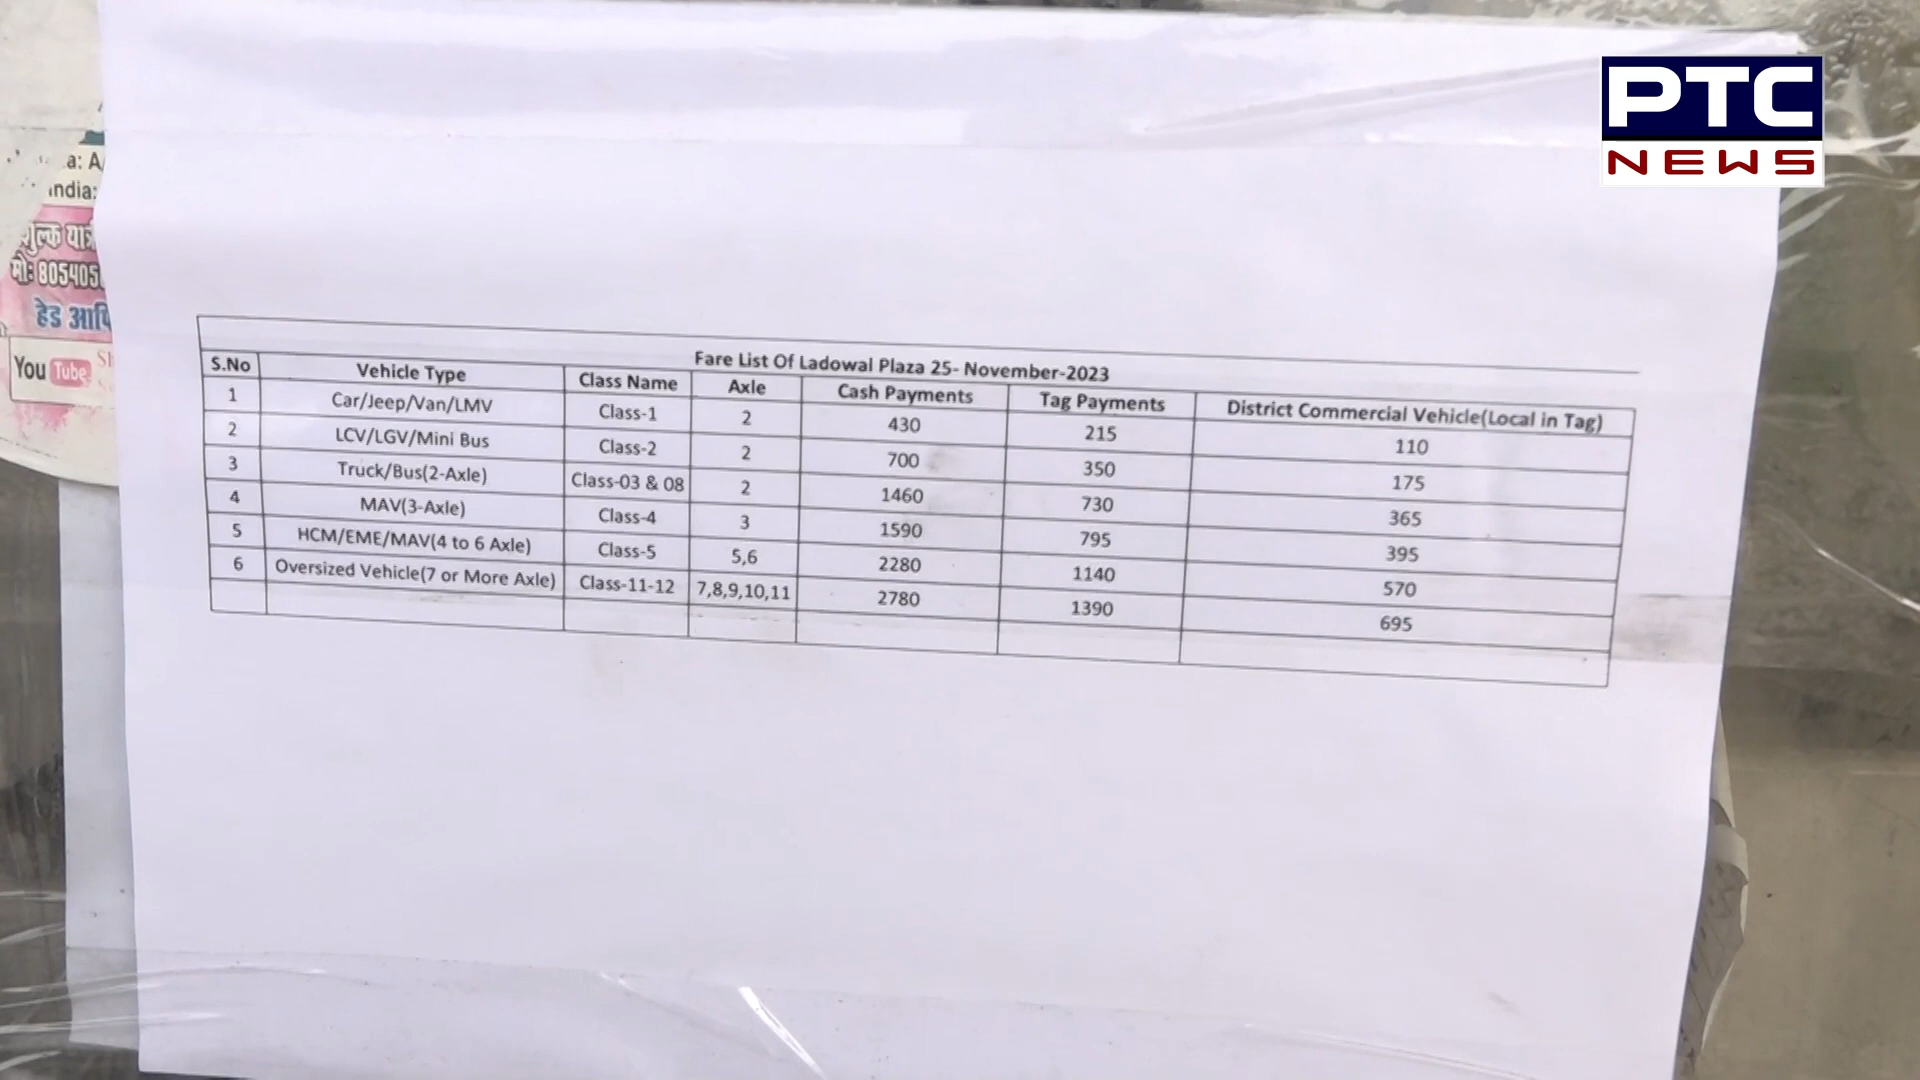 PTC
NEWS
a: A
India:
शुल्क
मो: 805405
हेड
You Tube
Fare List Of Ladowal Plaza 25- November-2023
S.No Vehicle Type Class Name Axle Cash Payments Tag Payments District Commercial Vehicle(Local in Tag)
1 Car/Jeep/Van/LMV Class-1 2 430 215 110
2 LCV/LGV/Mini Bus Class-2 2 700 350 175
3 Truck/Bus(2-Axle) Class-03 & 08 2 1460 730 365
4 MAV(3-Axle) Class-4 3 1590 795 395
5 HCM/EME/MAV(4 to 6 Axle) Class-5 5,6 2280 1140 570
6 Oversized Vehicle(7 or More Axle) Class-11-12 7,8,9,10,11 2780 1390 695